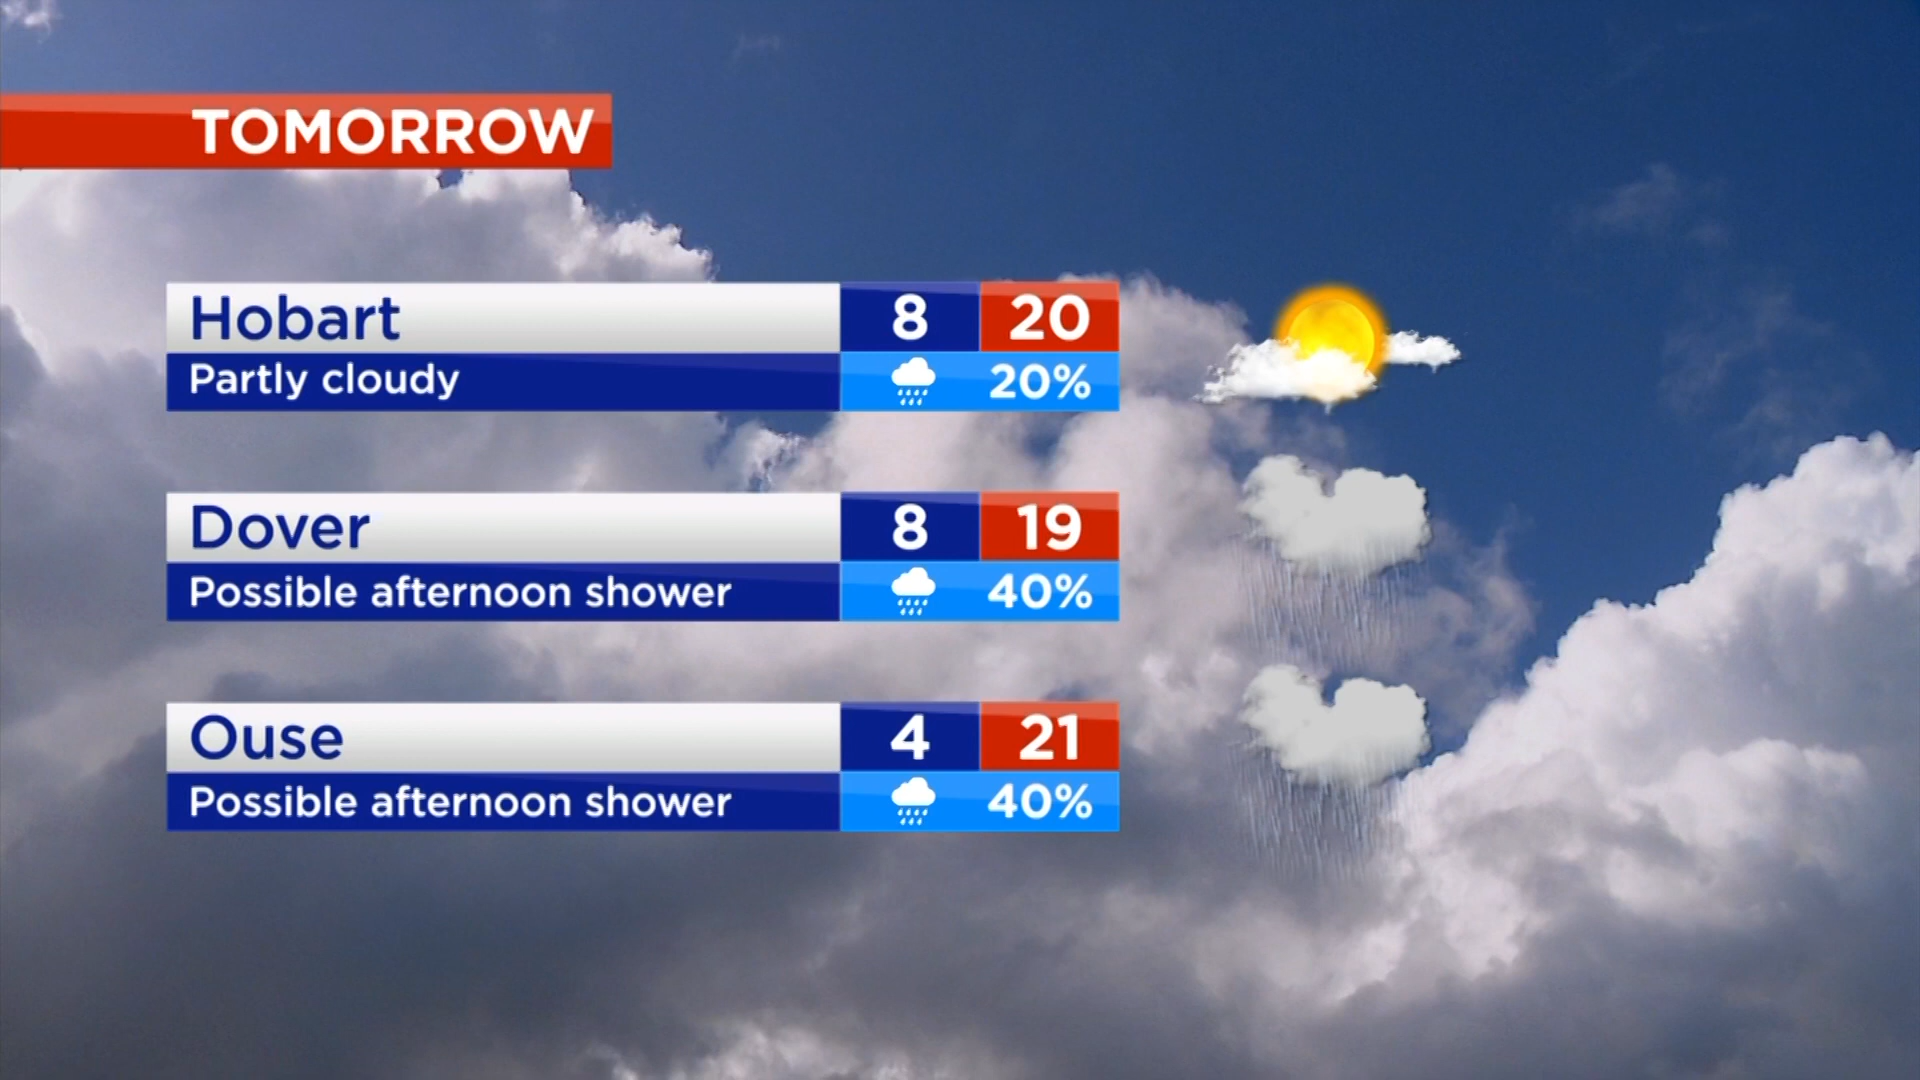 TOMORROW
Hobart 8 20
Partly cloudy 20%
Dover 8 19
Possible afternoon shower 40%
Ouse 4 21
Possible afternoon shower 40%